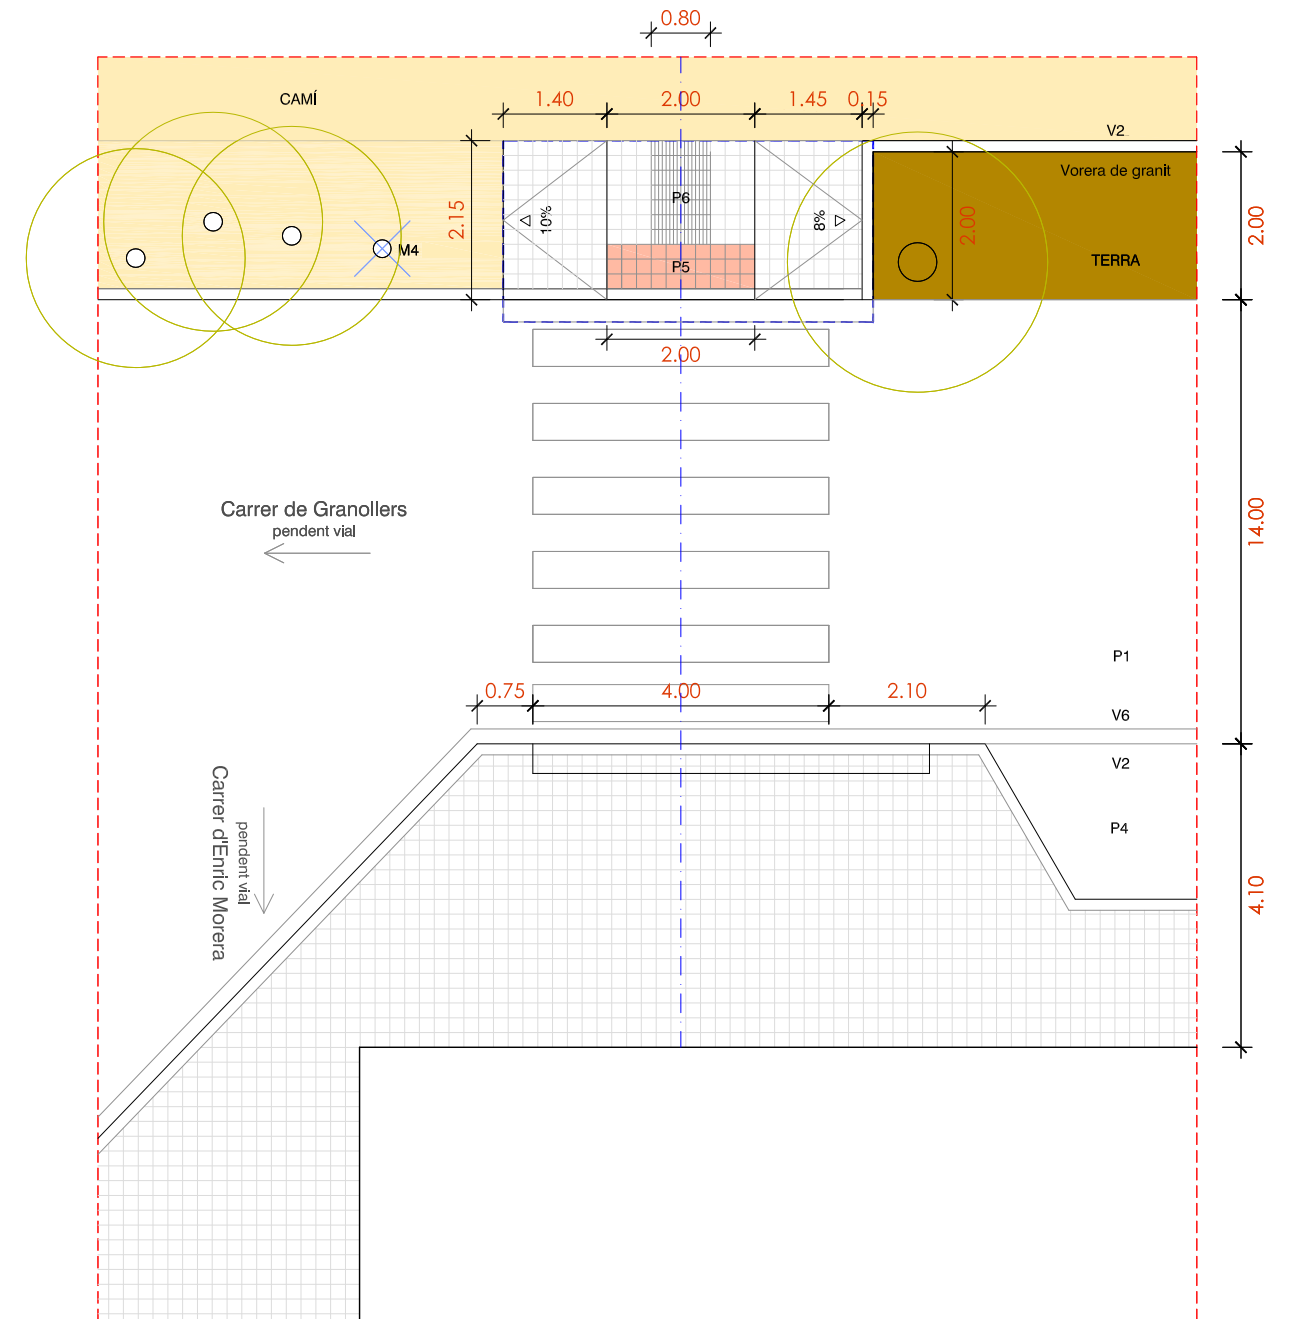 0.80
CAMÍ
1.40
2.00
1.45
0.15
V2
Vorera de granit
2.15
10%
P6
8%
2.00
2.00
M4
P5
TERRA
2.00
Carrer de Granollers
pendent vial
14.00
P1
0.75
4.00
2.10
V6
V2
Carrer d'Enric Morera
pendent vial
P4
4.10